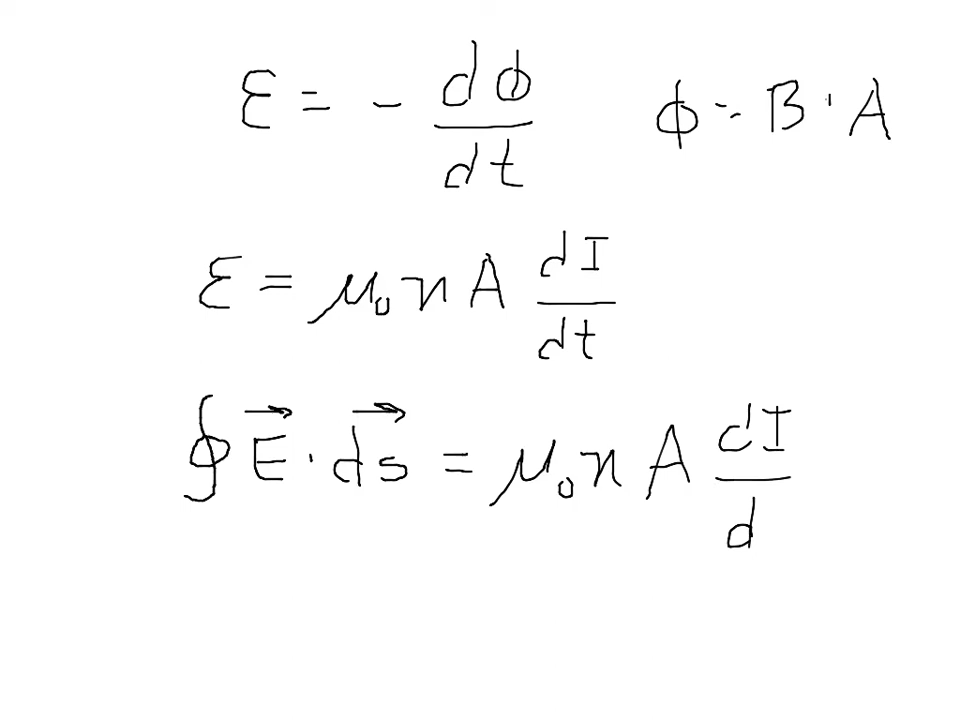 ε = - dφ/dt φ = B · A
ε = μ₀ n A dI/dt
∮ E⃗ · ds⃗ = μ₀ n A dI/d